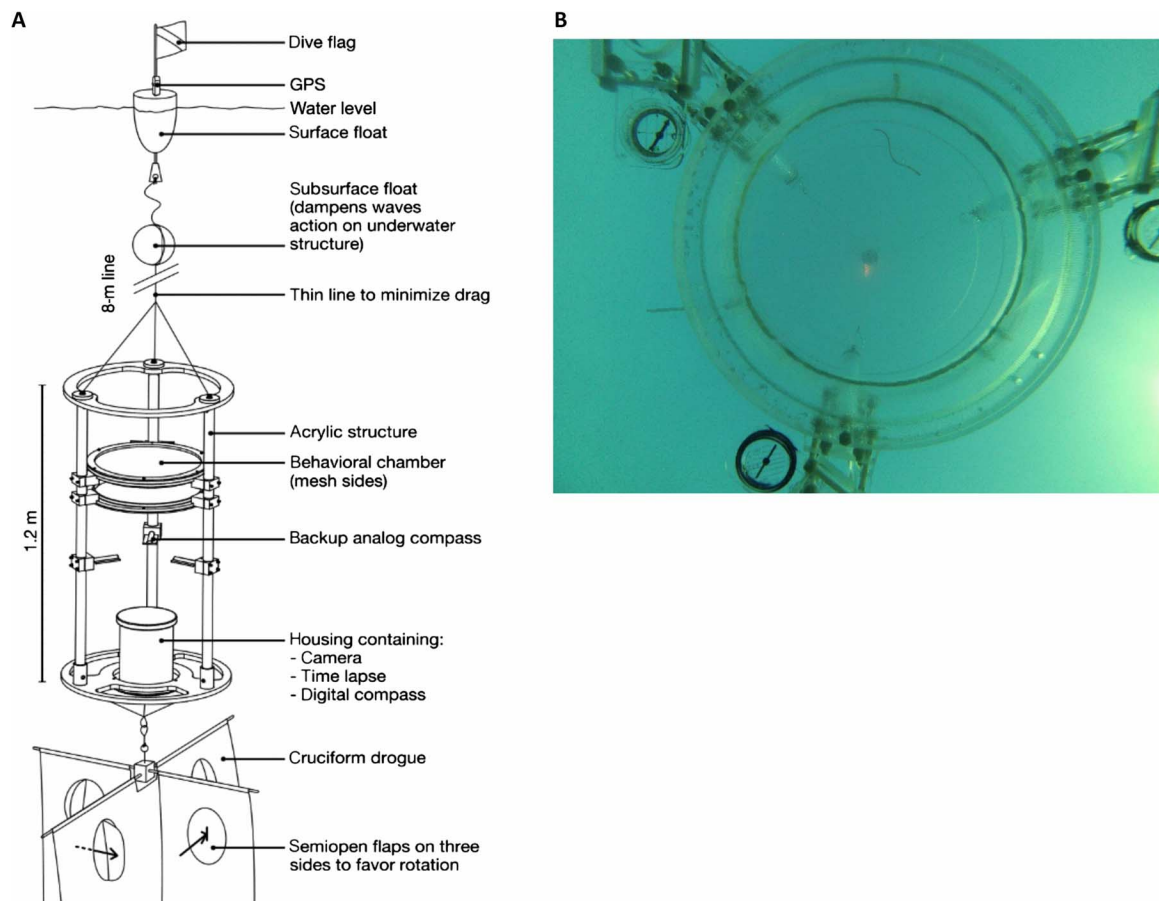 A
Dive flag
GPS
Water level
Surface float
Subsurface float
(dampens waves
action on underwater
structure)
8-m line
Thin line to minimize drag
Acrylic structure
Behavioral chamber
(mesh sides)
1.2 m
Backup analog compass
Housing containing:
- Camera
- Time lapse
- Digital compass
Cruciform drogue
Semiopen flaps on three
sides to favor rotation
B